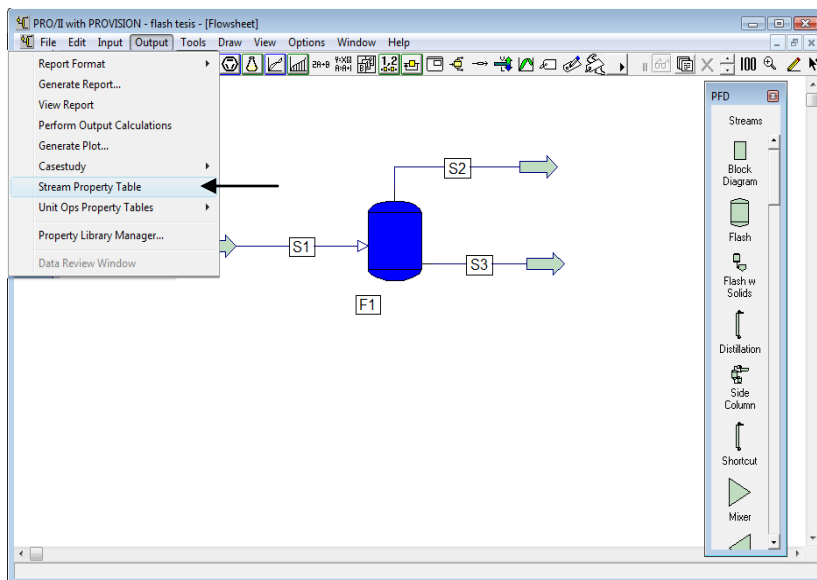 PRO/II with PROVISION - flash tesis - [Flowsheet]
File Edit Input Output Tools Draw View Options Window Help
Report Format
Generate Report...
View Report
Perform Output Calculations
Generate Plot...
Casestudy
Stream Property Table
Unit Ops Property Tables
Property Library Manager...
Data Review Window
S1
S2
S3
F1
PFD
Streams
Block
Diagram
Flash
Flash w
Solids
Distillation
Side
Column
Shortcut
Mixer